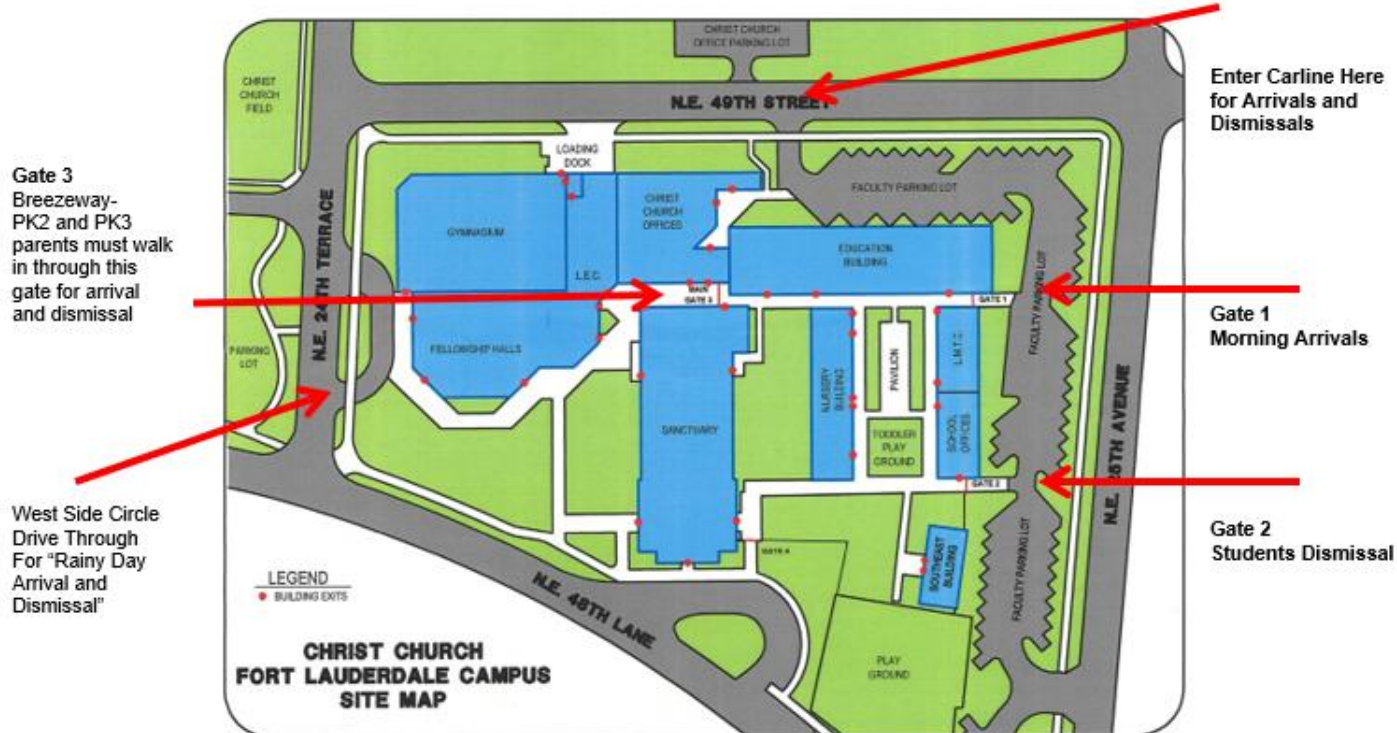 CHRIST CHURCH
OFFICE PARKING LOT
Enter Carline Here
for Arrivals and
Dismissals
CHRIST
CHURCH
FIELD
N.E. 49TH STREET
LOADING
DOCK
Gate 3
Breezeway-
PK2 and PK3
parents must walk
in through this
gate for arrival
and dismissal
N.E. 24TH TERRACE
GYMNASIUM
L.E.C.
CHRIST
CHURCH
OFFICES
FACULTY PARKING LOT
EDUCATION
BUILDING
MAIN
GATE 3
GATE 1
FACULTY PARKING LOT
Gate 1
Morning Arrivals
PARKING
LOT
FELLOWSHIP HALLS
SANCTUARY
NURSERY
BUILDING
PAVILION
L.M.T.C.
SCHOOL
OFFICES
TODDLER
PLAY
GROUND
N.E. 25TH AVENUE
GATE 2
Gate 2
Students Dismissal
West Side Circle
Drive Through
For “Rainy Day
Arrival and
Dismissal”
GATE 4
SOUTHEAST
BUILDING
FACULTY PARKING LOT
LEGEND
BUILDING EXITS
N.E. 48TH LANE
PLAY
GROUND
CHRIST CHURCH
FORT LAUDERDALE CAMPUS
SITE MAP